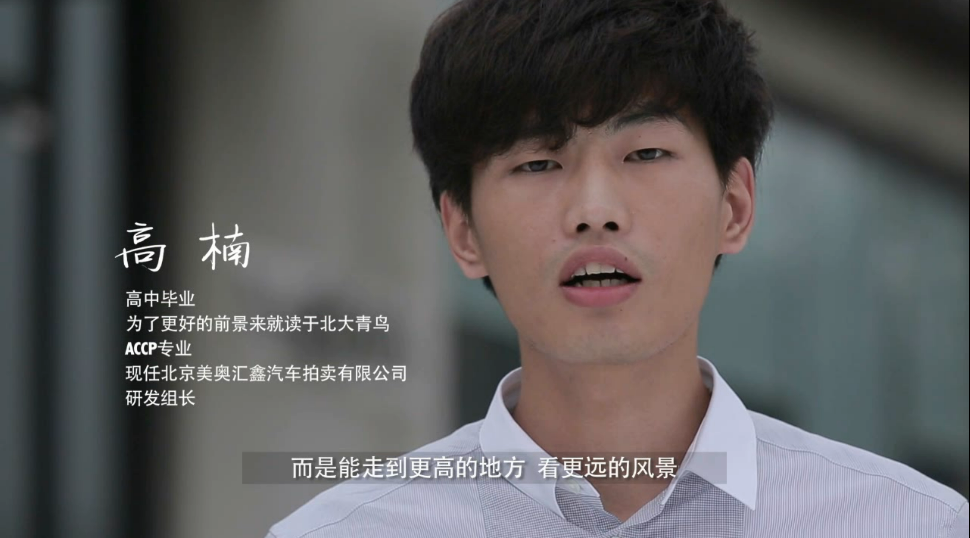 高 楠
高中毕业
为了更好的前景来就读于北大青鸟
ACCP专业
现任北京美奥汇鑫汽车拍卖有限公司
研发组长
而是能走到更高的地方 看更远的风景